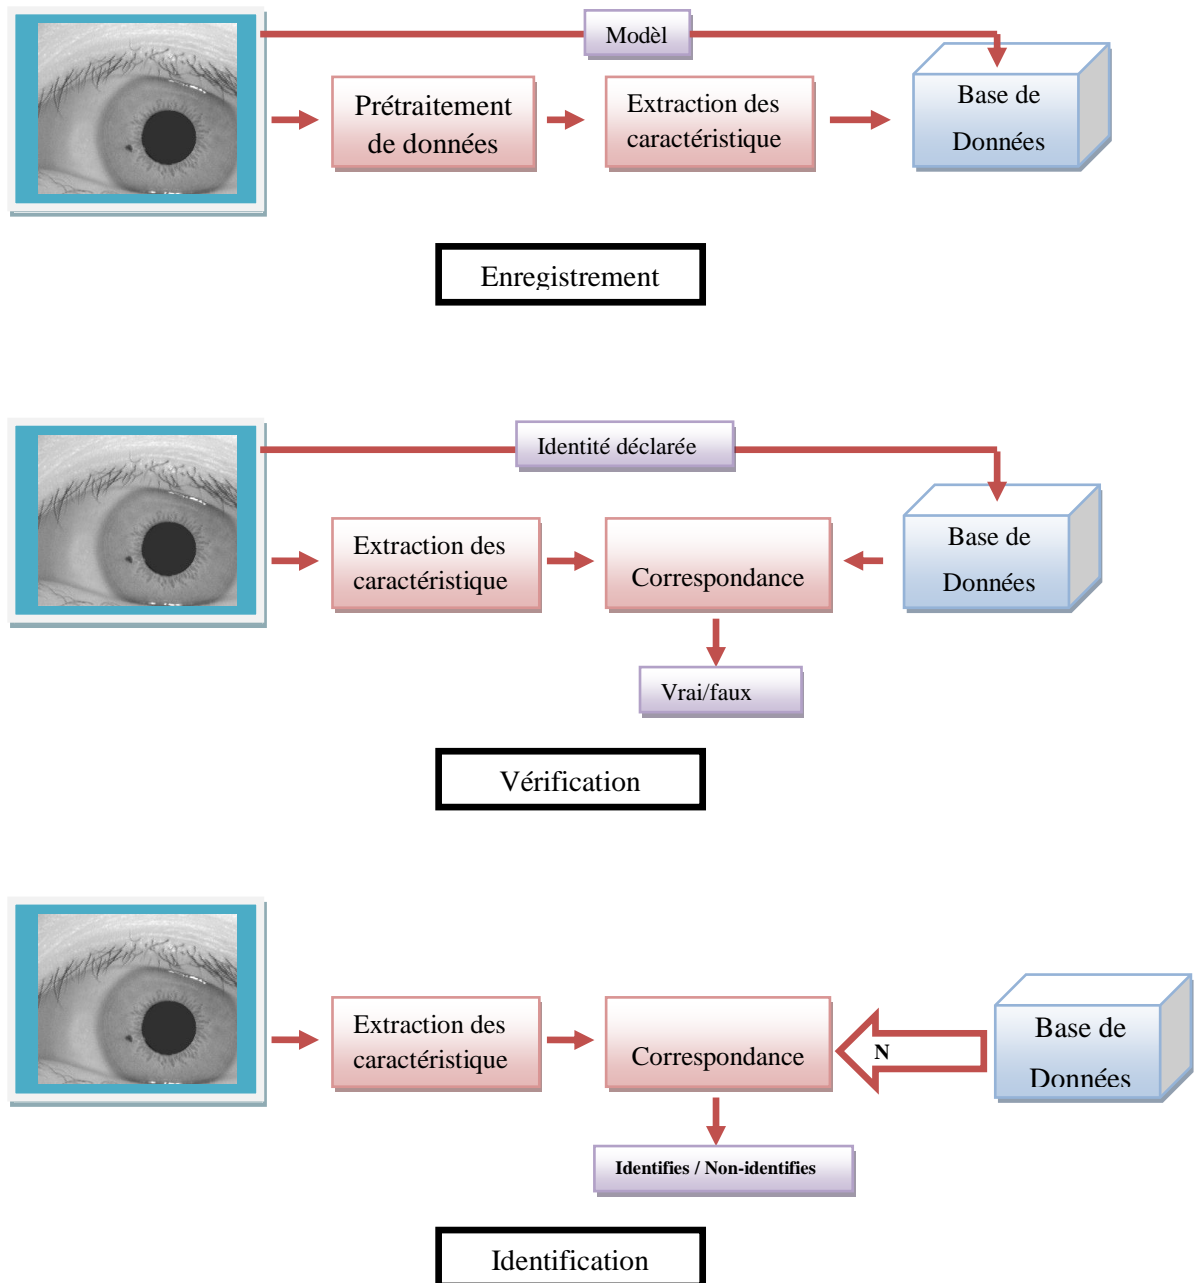 Modèl
Prétraitement
de données
Extraction des
caractéristique
Base de
Données
Enregistrement
Identité déclarée
Extraction des
caractéristique
Correspondance
Base de
Données
Vrai/faux
Vérification
Extraction des
caractéristique
Correspondance
N
Base de
Données
Identifies / Non-identifies
Identification